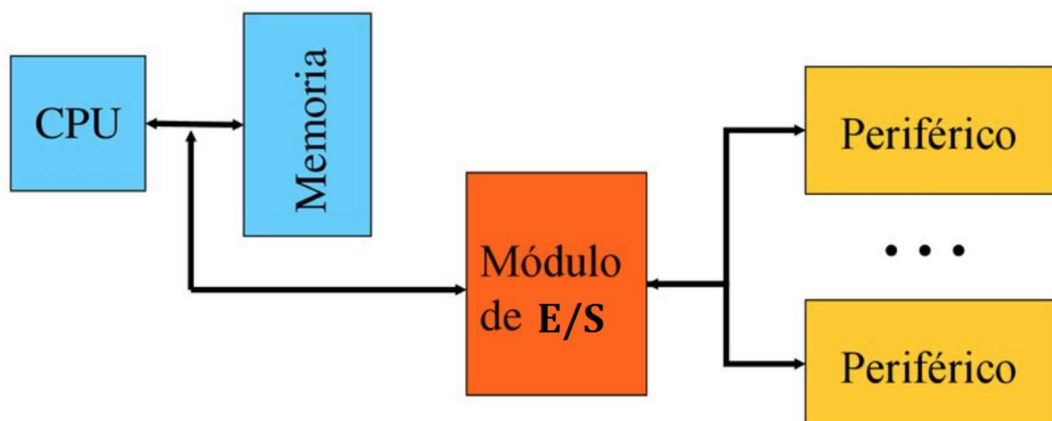 CPU
Memoria
Módulo
de E/S
Periférico
Periférico